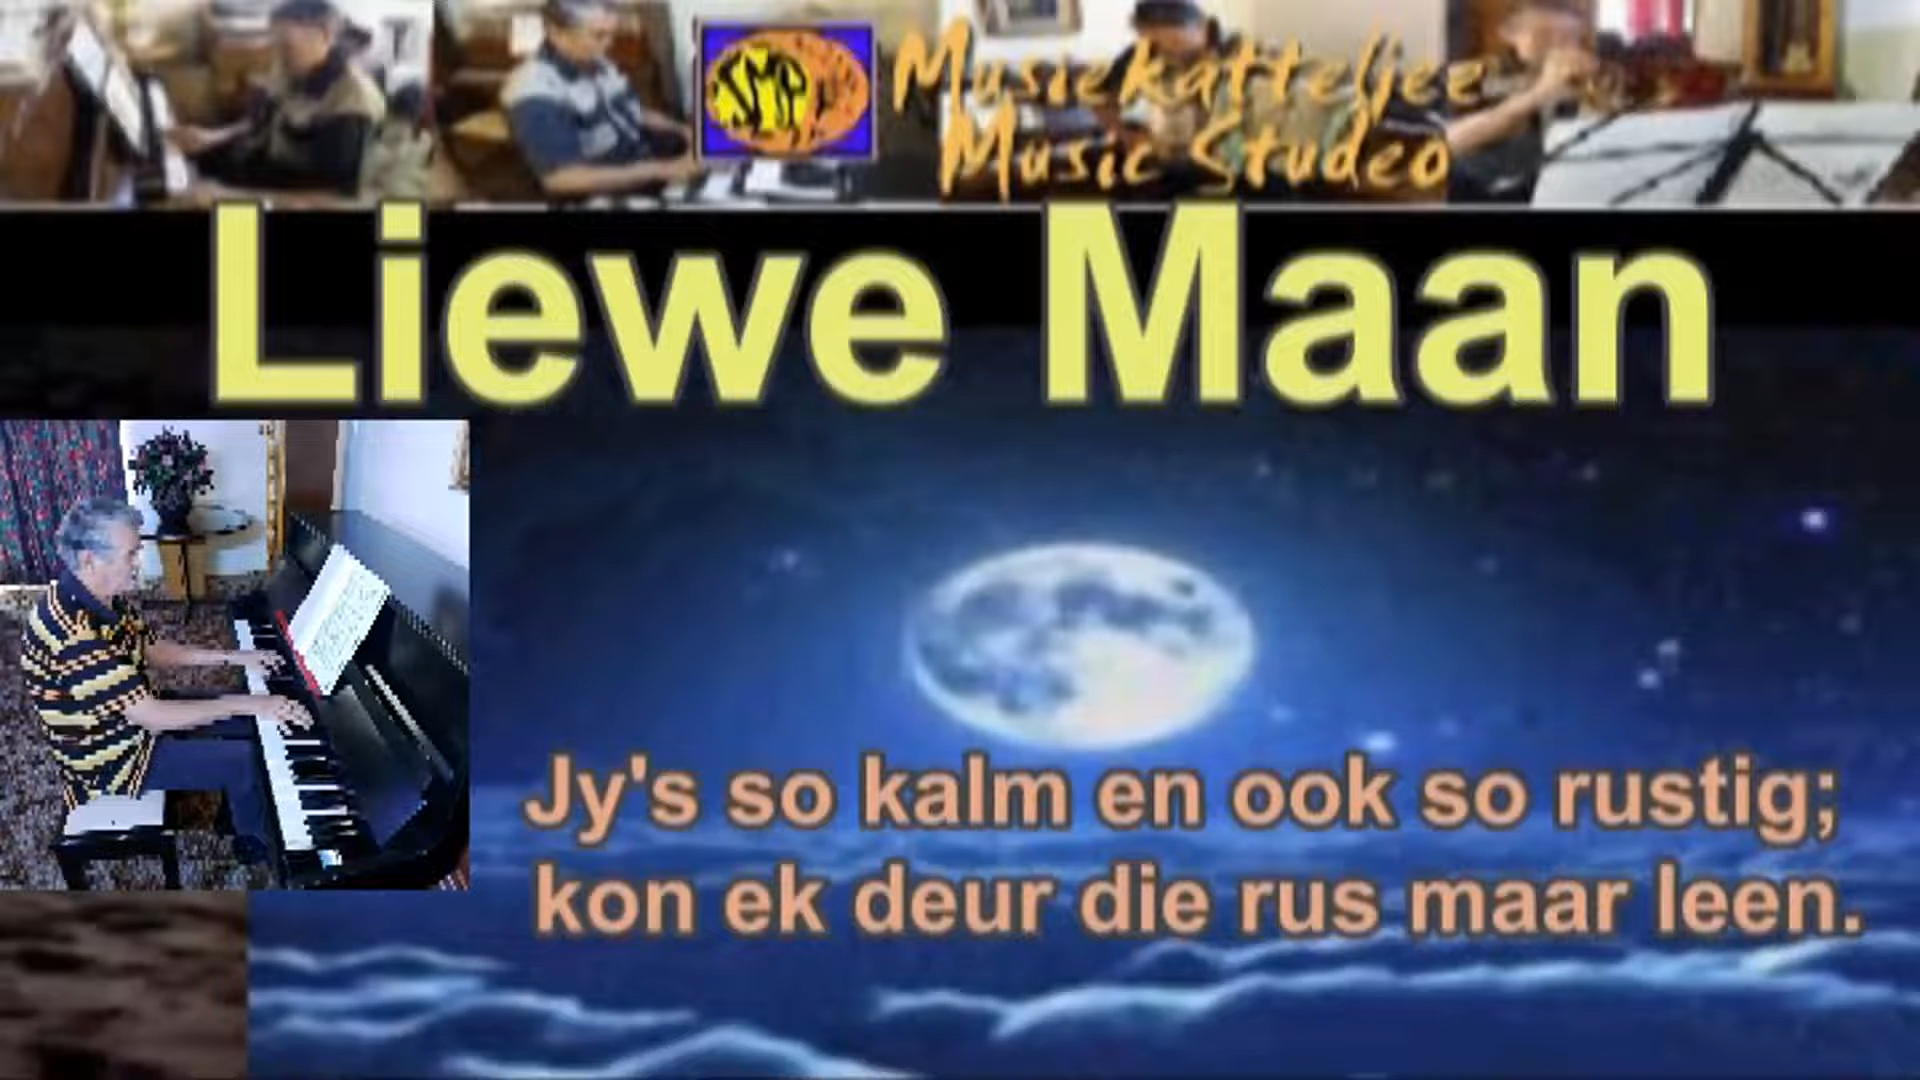 Musiekatteljee
Music Studeo
Liewe Maan
Jy's so kalm en ook so rustig;
kon ek deur die rus maar leen.